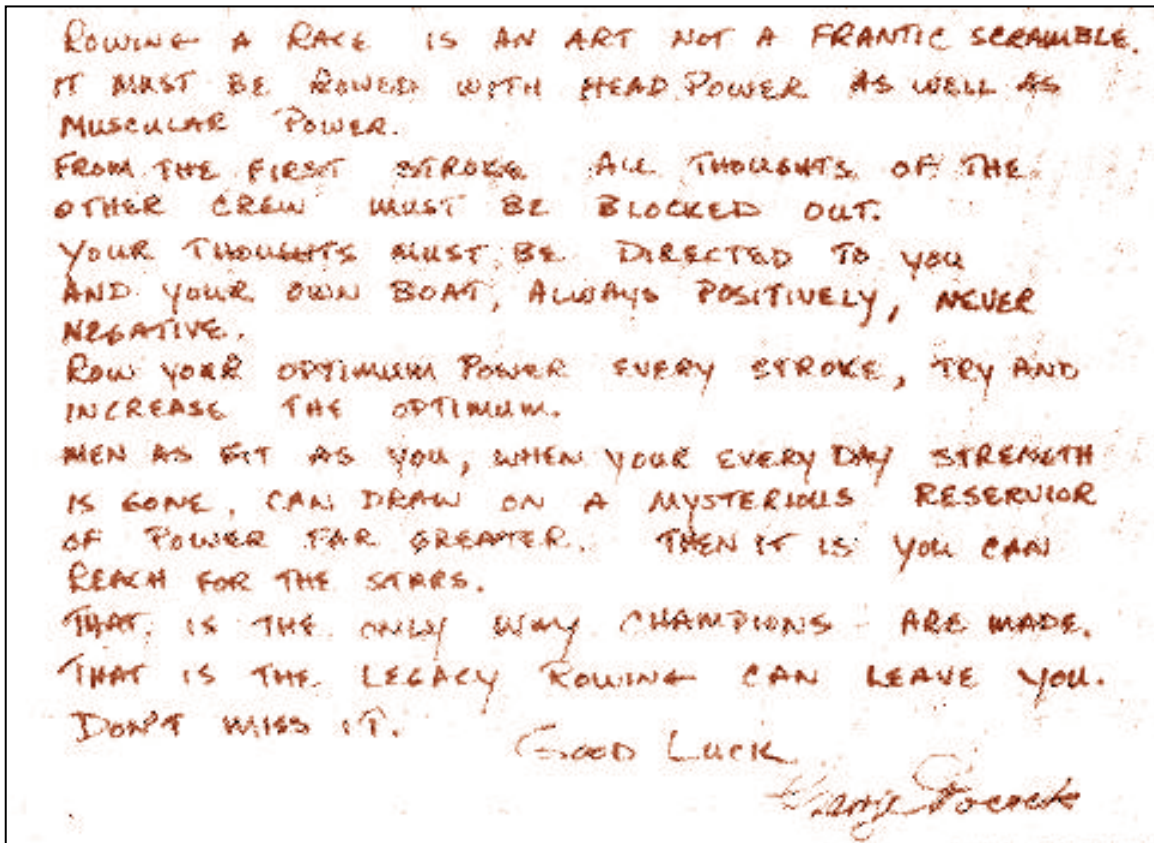 ROWING A RACE IS AN ART NOT A FRANTIC SCRAMBLE.
IT MUST BE ROWED WITH HEAD POWER AS WELL AS
MUSCULAR POWER.
FROM THE FIRST STROKE ALL THOUGHTS OF THE
OTHER CREW MUST BE BLOCKED OUT.
YOUR THOUGHTS MUST BE DIRECTED TO YOU
AND YOUR OWN BOAT, ALWAYS POSITIVELY, NEVER
NEGATIVE.
ROW YOUR OPTIMUM POWER EVERY STROKE, TRY AND
INCREASE THE OPTIMUM.
MEN AS FIT AS YOU, WHEN YOUR EVERY DAY STRENGTH
IS GONE, CAN DRAW ON A MYSTERIOUS RESERVIOR
OF POWER FAR GREATER. THEN IT IS YOU CAN
REACH FOR THE STARS.
THAT IS THE ONLY WAY CHAMPIONS ARE MADE.
THAT IS THE LEGACY ROWING CAN LEAVE YOU.
DON'T MISS IT.
GOOD LUCK
George Pocock